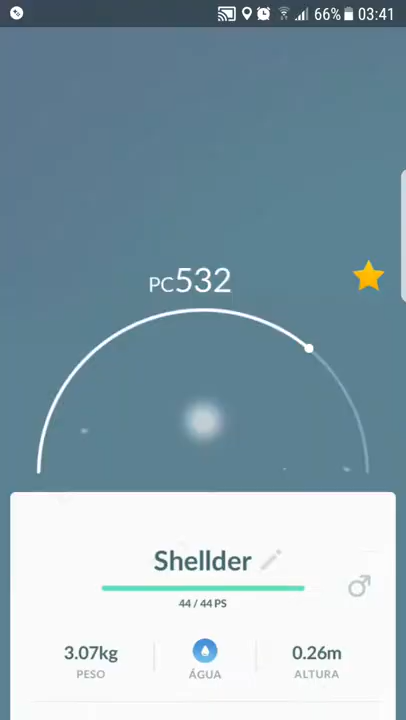 66% 03:41
PC532
Shellder
44 / 44 PS
3.07kg 0.26m
PESO ÁGUA ALTURA